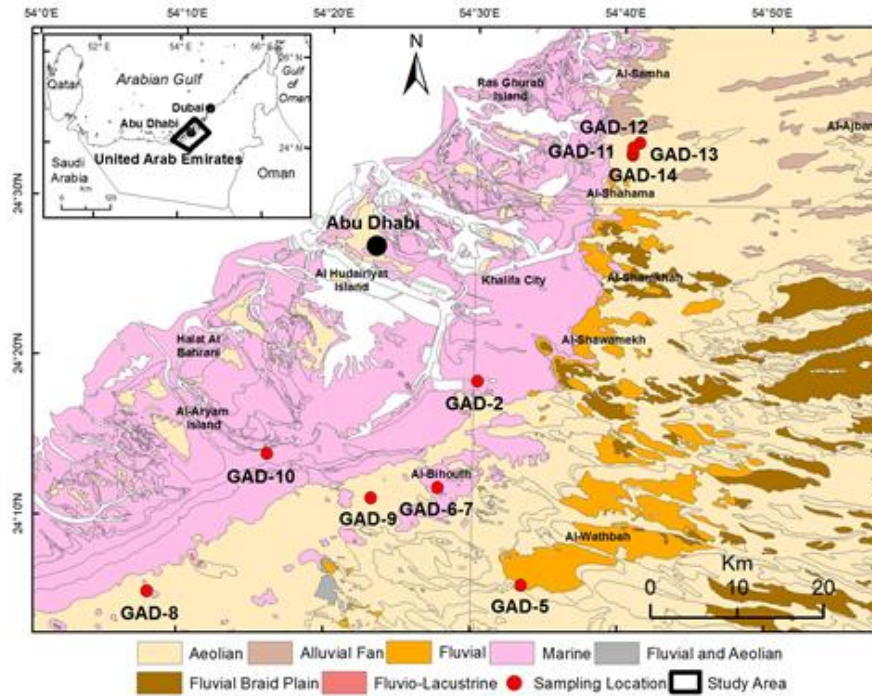 54°0'E 54°10'E 54°20'E 54°30'E 54°40'E 54°50'E
52° E 54° E 56° E
26° N
Qatar
Arabian Gulf
Gulf of
Oman
Dubai
Abu Dhabi
24° N
United Arab Emirates
Saudi
Arabia
Km
0
Oman
N
Ras Ghurab
Island
Al-Samha
GAD-12
Al-Ajban
GAD-11
GAD-13
GAD-14
Al-Shahama
24°30'N
Abu Dhabi
Al Hudairiyat
Island
Khalifa City
Al-Shamkhah
24°20'N
Halat Al
Bahrani
Al-Shawamekh
GAD-2
Al-Aryam
Island
GAD-10
Al-Bihouth
24°10'N
GAD-9
GAD-6-7
Al-Wathbah
Km
0 10 20
GAD-8
GAD-5
Aeolian Alluvial Fan Fluvial Marine Fluvial and Aeolian
Fluvial Braid Plain Fluvio-Lacustrine Sampling Location Study Area